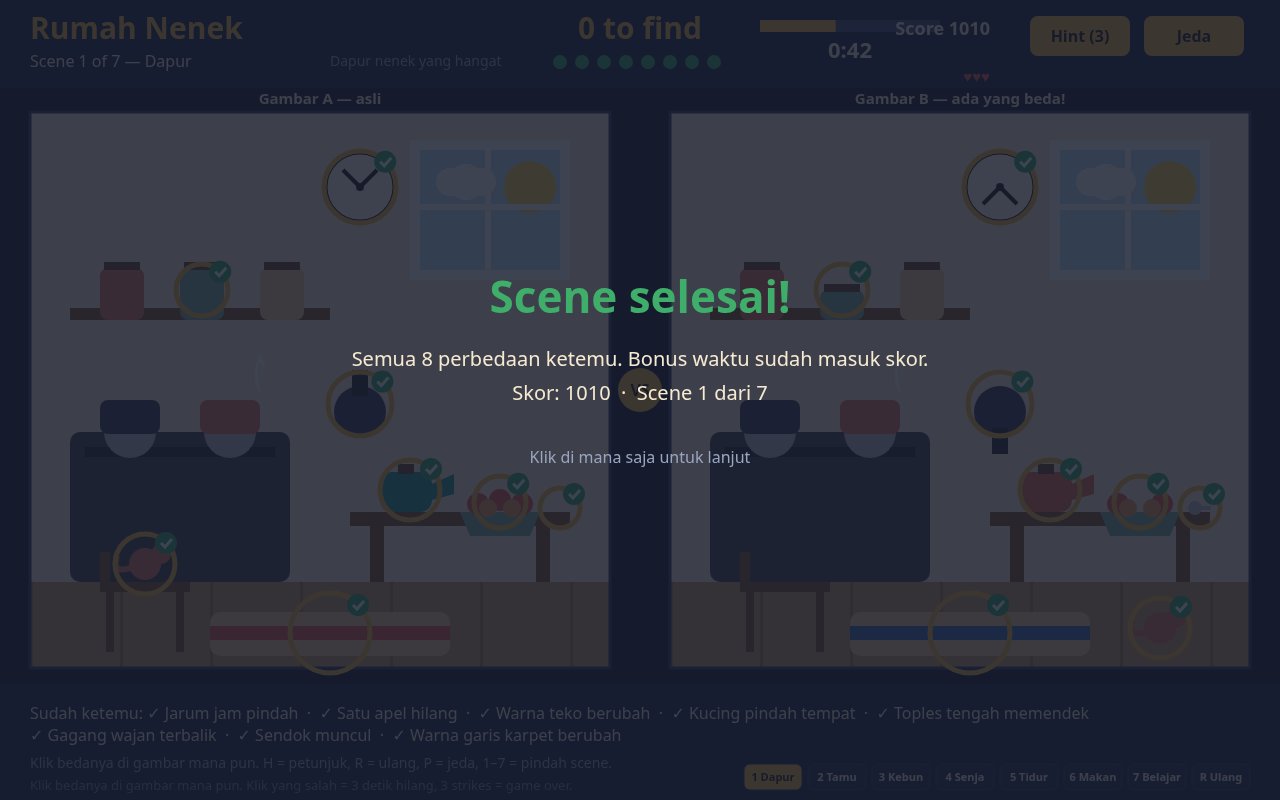 Rumah Nenek
0 to find
Score 1010
Hint (3)
Jeda
Scene 1 of 7 — Dapur
Dapur nenek yang hangat
0:42
♥♥♥
Gambar A — asli
Gambar B — ada yang beda!
Scene selesai!
Semua 8 perbedaan ketemu. Bonus waktu sudah masuk skor.
Skor: 1010 · Scene 1 dari 7
Klik di mana saja untuk lanjut
Sudah ketemu: ✓ Jarum jam pindah · ✓ Satu apel hilang · ✓ Warna teko berubah · ✓ Kucing pindah tempat · ✓ Toples tengah memendek
✓ Gagang wajan terbalik · ✓ Sendok muncul · ✓ Warna garis karpet berubah
Klik bedanya di gambar mana pun. H = petunjuk, R = ulang, P = jeda, 1–7 = pindah scene.
Klik bedanya di gambar mana pun. Klik yang salah = 3 detik hilang, 3 strikes = game over.
1 Dapur 2 Tamu 3 Kebun 4 Senja 5 Tidur 6 Makan 7 Belajar R Ulang